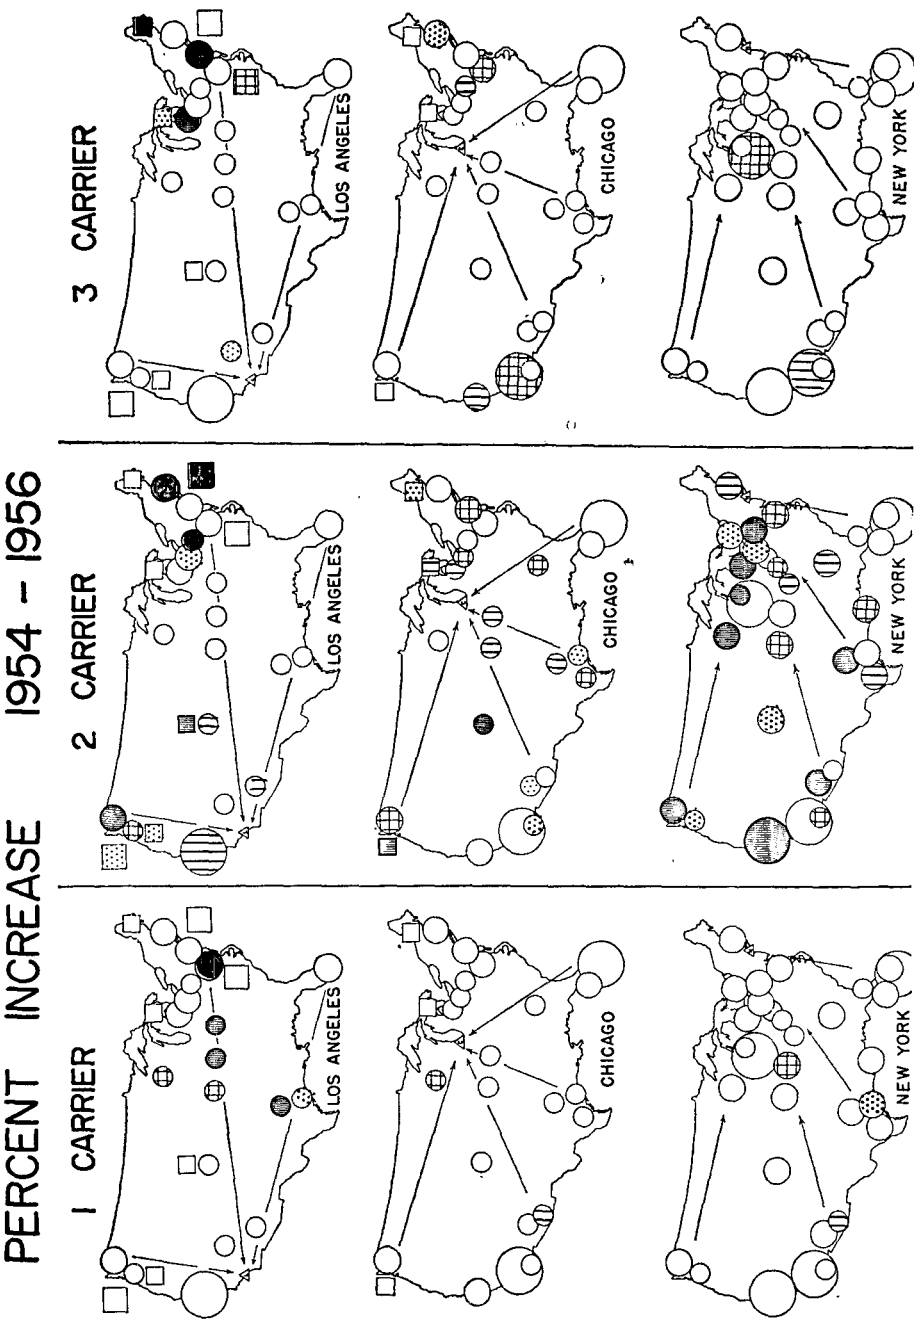 PERCENT INCREASE 1954 – 1956
1 CARRIER
2 CARRIER
3 CARRIER
LOS ANGELES
LOS ANGELES
LOS ANGELES
CHICAGO
CHICAGO
CHICAGO
NEW YORK
NEW YORK
NEW YORK